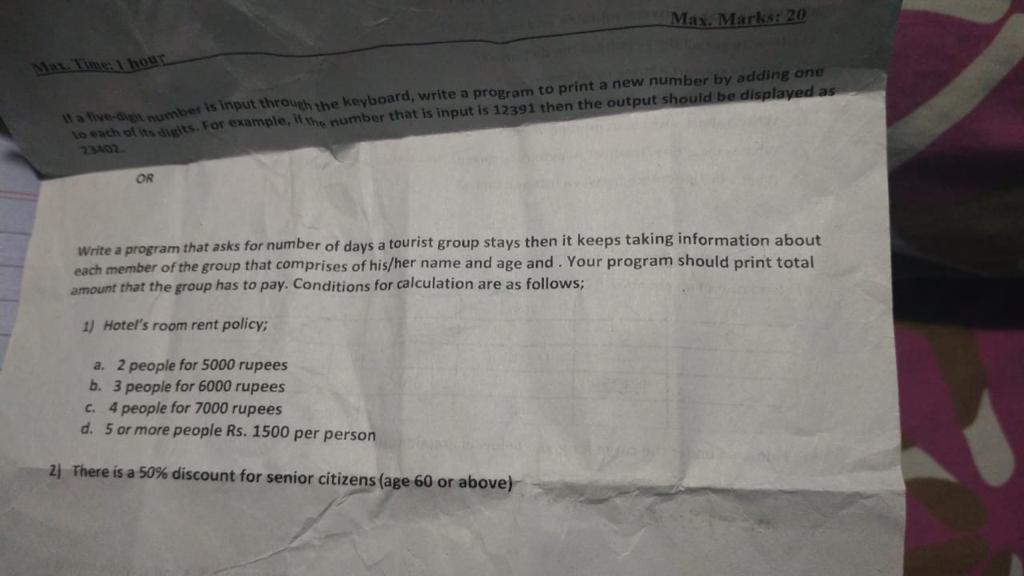 Max. Marks: 20
Max. Time: 1 hour
If a five-digit number is input through the keyboard, write a program to print a new number by adding one
to each of its digits. For example, if the number that is input is 12391 then the output should be displayed as
23402.
OR
Write a program that asks for number of days a tourist group stays then it keeps taking information about
each member of the group that comprises of his/her name and age and . Your program should print total
amount that the group has to pay. Conditions for calculation are as follows;
1) Hotel's room rent policy;
a. 2 people for 5000 rupees
b. 3 people for 6000 rupees
c. 4 people for 7000 rupees
d. 5 or more people Rs. 1500 per person
2) There is a 50% discount for senior citizens (age 60 or above)